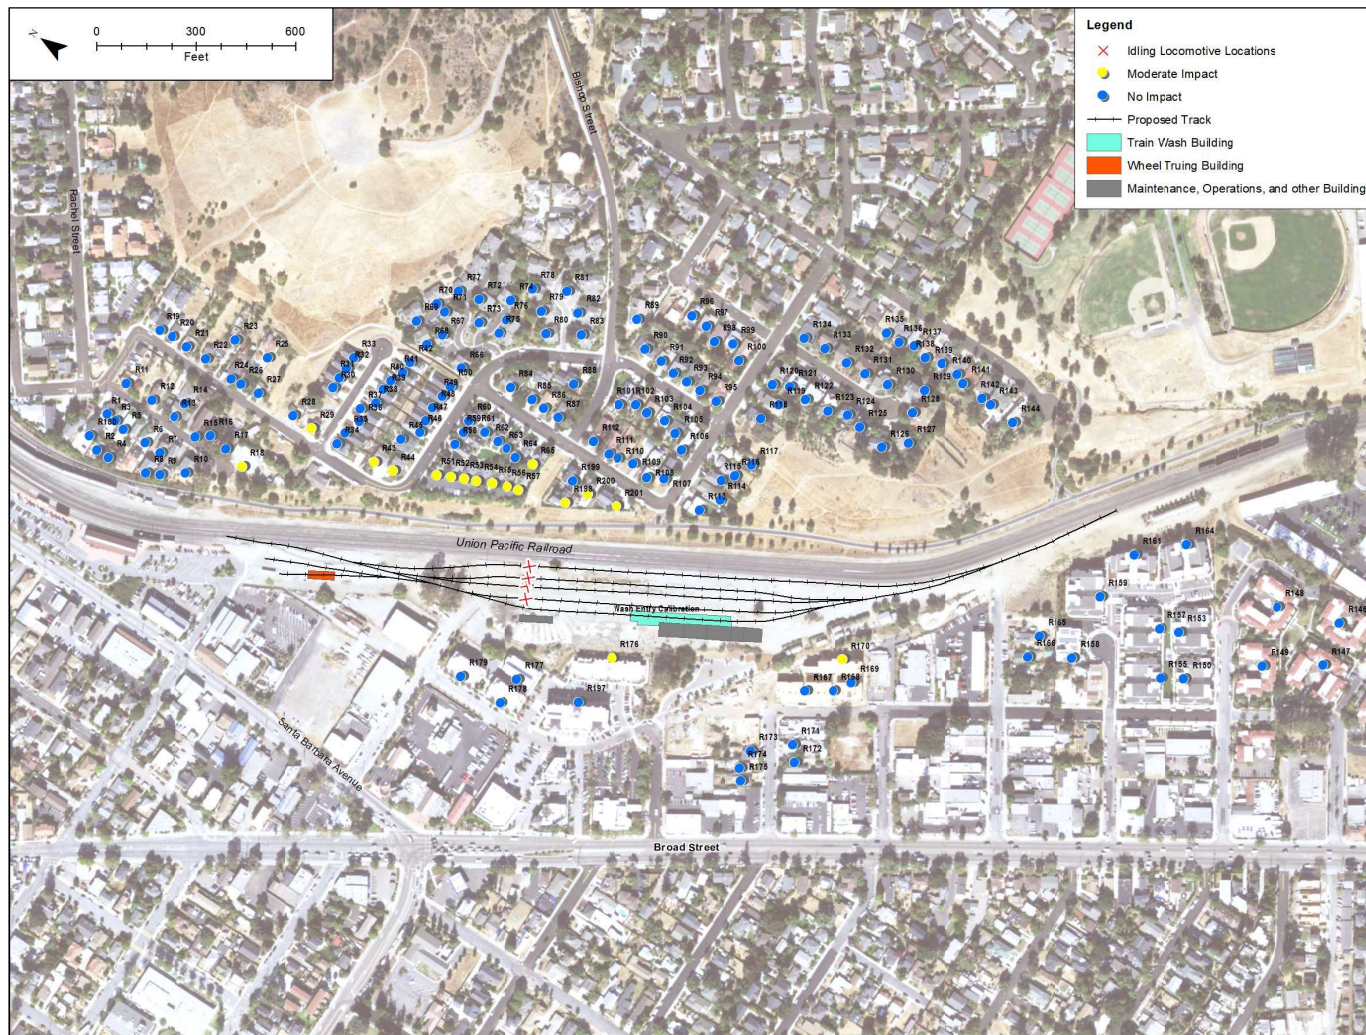 N
0 300 600
Feet
Legend
Idling Locomotive Locations
Moderate Impact
No Impact
Proposed Track
Train Wash Building
Wheel Truing Building
Maintenance, Operations, and other Building
Rachel Street
Bishop Street
R77
R78
R81
R70
R71
R72
R74
R79
R82
R69
R67
R73
R76
R75
R80
R83
R68
R19
R20
R21
R22
R23
R24
R25
R26
R27
R28
R29
R33
R32
R31
R30
R42
R41
R40
R39
R38
R37
R35
R34
R66
R50
R49
R48
R47
R46
R45
R43
R44
R11
R12
R14
R13
R1
R3
R5
R180
R2
R4
R6
R8
R10
R15
R16
R17
R18
R60
R59
R61
R58
R62
R63
R64
R65
R51
R52
R53
R54
R56
R57
R84
R85
R86
R87
R88
R89
R90
R91
R92
R93
R94
R95
R96
R97
R98
R99
R100
R101
R102
R103
R104
R105
R106
R112
R111
R110
R109
R108
R107
R199
R200
R198
R201
R117
R116
R115
R114
R113
R118
R120
R121
R122
R123
R124
R125
R126
R127
R128
R129
R130
R131
R132
R133
R134
R135
R136
R137
R139
R140
R141
R142
R143
R144
Union Pacific Railroad
Wash Entry Calibration
R176
R179
R177
R178
R197
R170
R169
R167
R168
R173
R174
R175
R171
R172
R164
R161
R159
R165
R166
R158
R157
R153
R155
R150
R148
R146
R149
R147
Santa Barbara Avenue
Broad Street